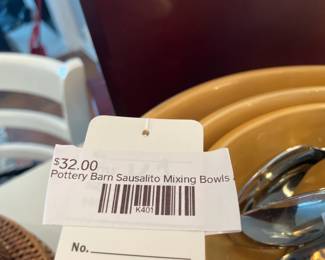 $32.00
Pottery Barn Sausalito Mixing Bowls
K401
No.